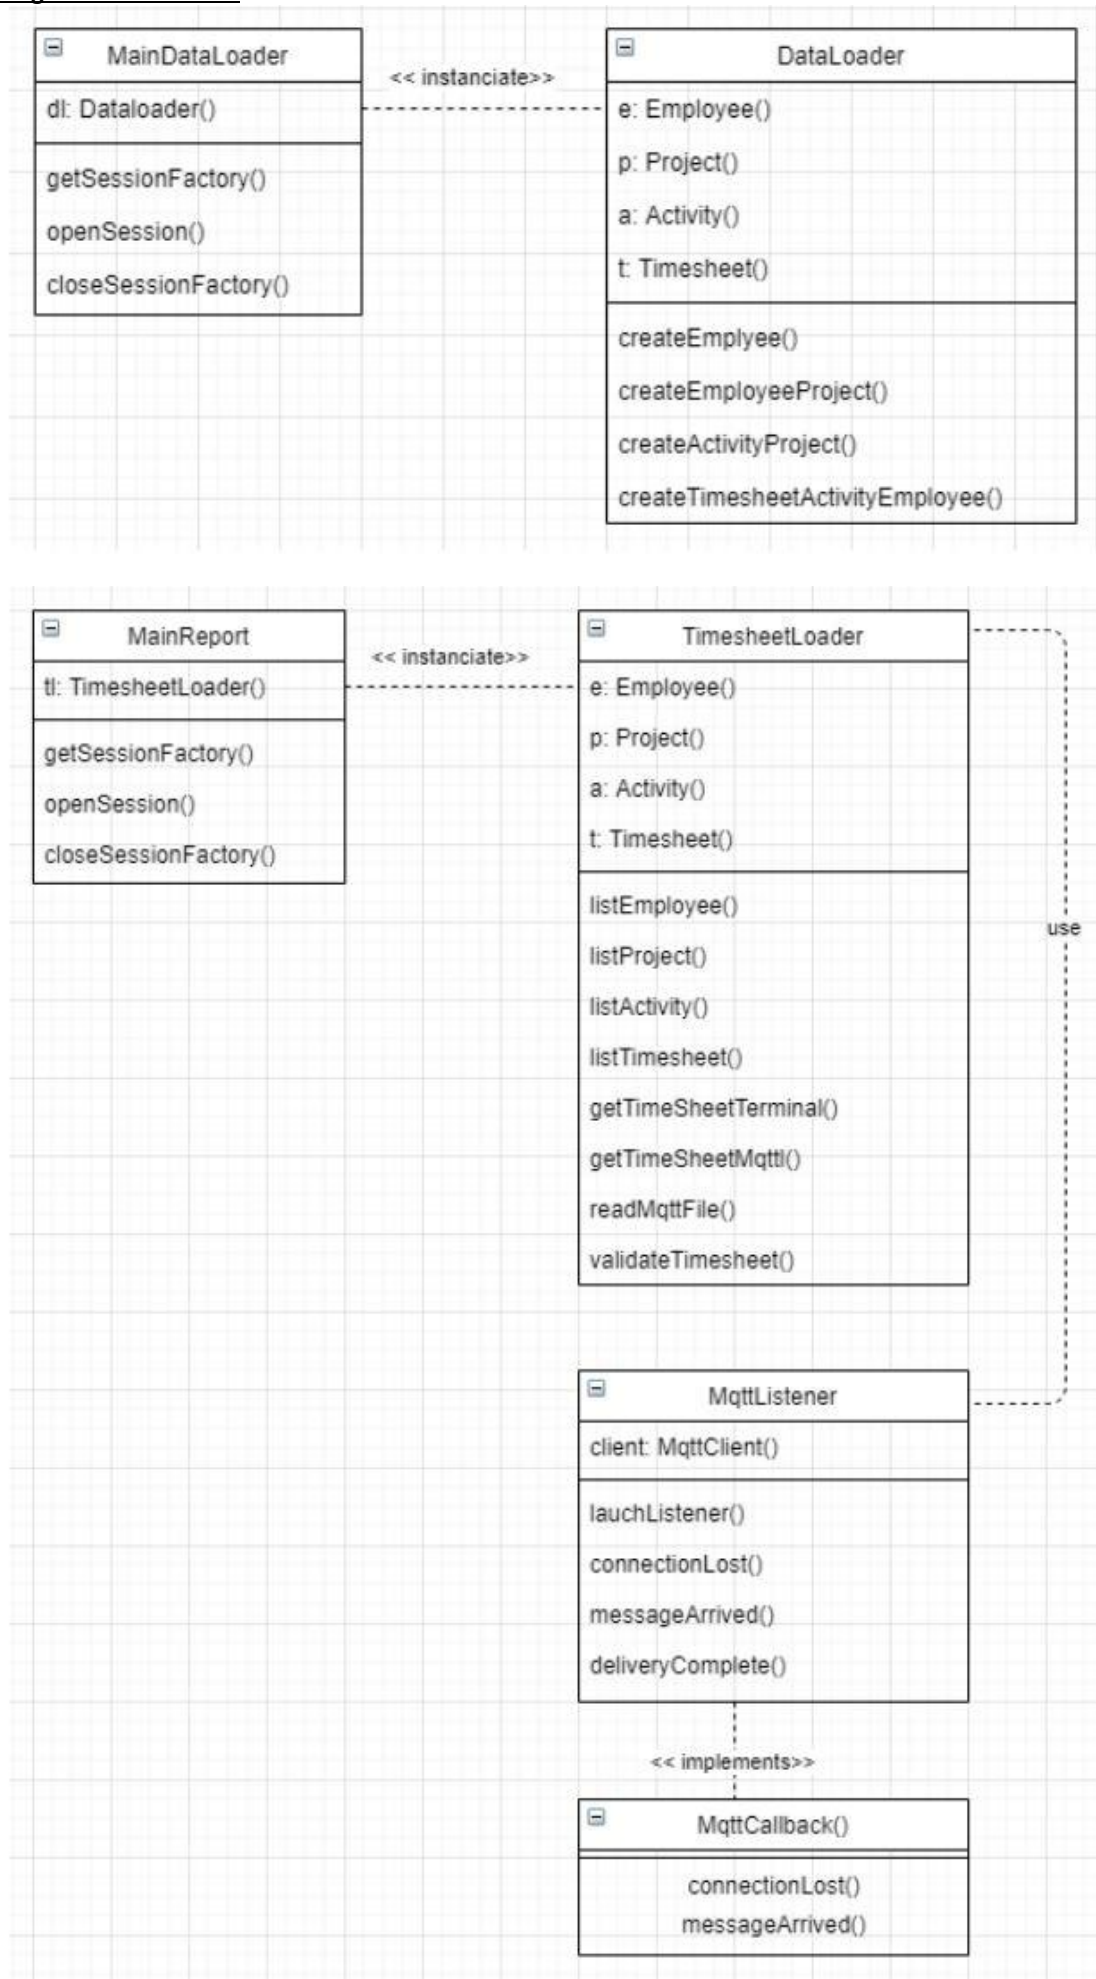 MainDataLoader
dl: Dataloader()
getSessionFactory()
openSession()
closeSessionFactory()
<< instanciate>>
DataLoader
e: Employee()
p: Project()
a: Activity()
t: Timesheet()
createEmplyee()
createEmployeeProject()
createActivityProject()
createTimesheetActivityEmployee()
MainReport
tl: TimesheetLoader()
getSessionFactory()
openSession()
closeSessionFactory()
<< instanciate>>
TimesheetLoader
e: Employee()
p: Project()
a: Activity()
t: Timesheet()
listEmployee()
listProject()
listActivity()
listTimesheet()
getTimeSheetTerminal()
getTimeSheetMqttl()
readMqttFile()
validateTimesheet()
use
MqttListener
client: MqttClient()
lauchListener()
connectionLost()
messageArrived()
deliveryComplete()
<< implements>>
MqttCallback()
connectionLost()
messageArrived()